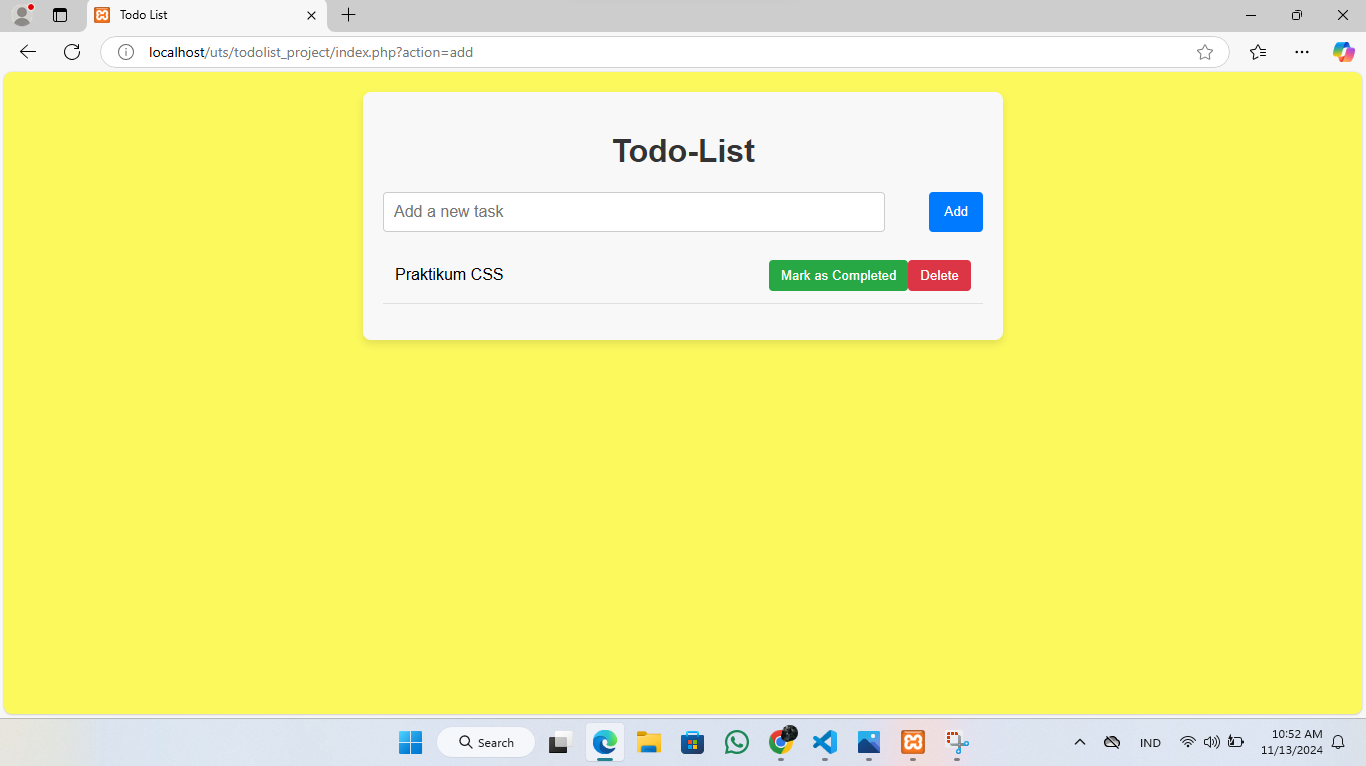 Todo List
localhost/uts/todolist_project/index.php?action=add
Todo-List
Add a new task
Add
Praktikum CSS
Mark as Completed
Delete
Search
IND
10:52 AM
11/13/2024